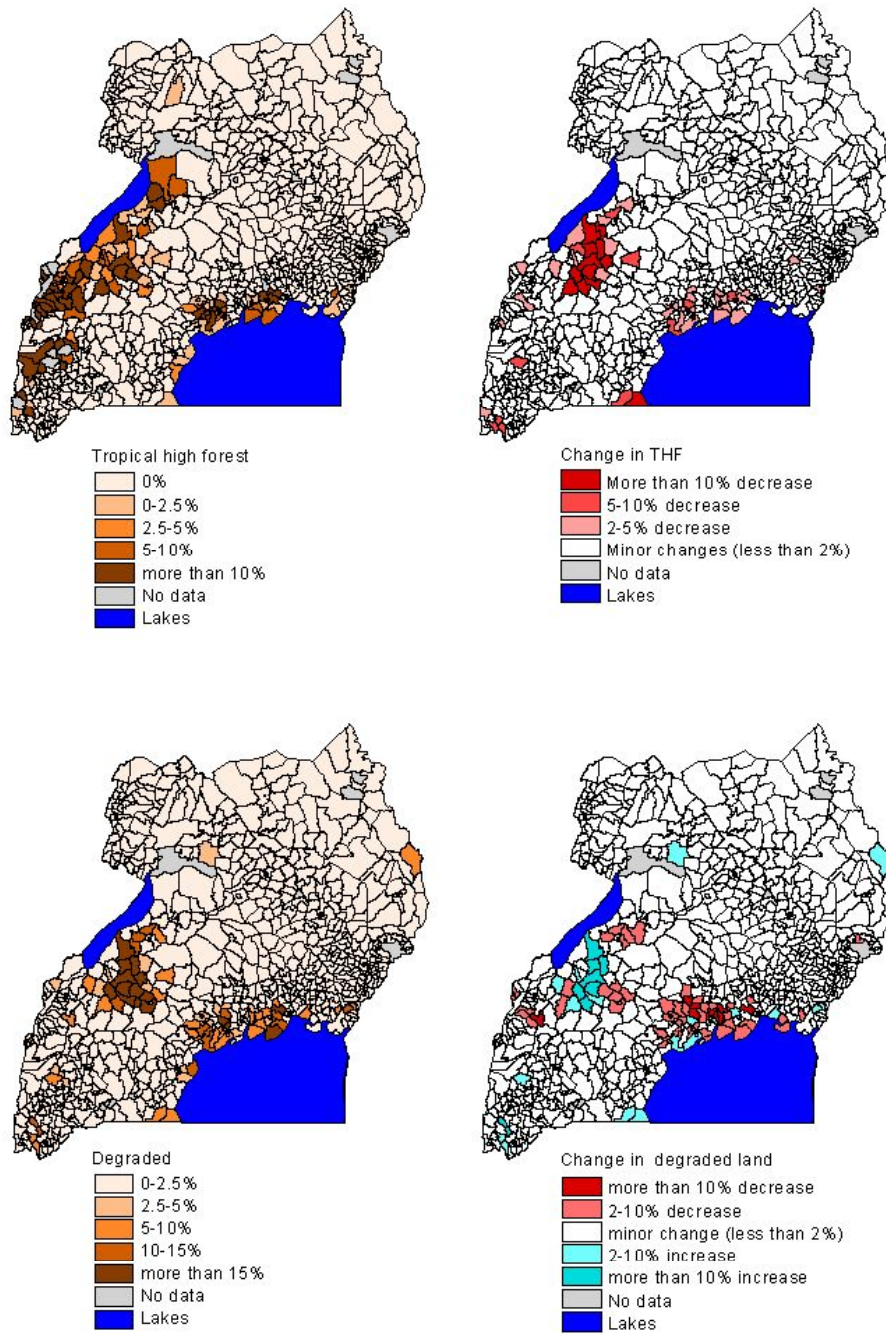 Tropical high forest
0%
0-2.5%
2.5-5%
5-10%
more than 10%
No data
Lakes
Change in THF
More than 10% decrease
5-10% decrease
2-5% decrease
Minor changes (less than 2%)
No data
Lakes
Degraded
0-2.5%
2.5-5%
5-10%
10-15%
more than 15%
No data
Lakes
Change in degraded land
more than 10% decrease
2-10% decrease
minor change (less than 2%)
2-10% increase
more than 10% increase
No data
Lakes